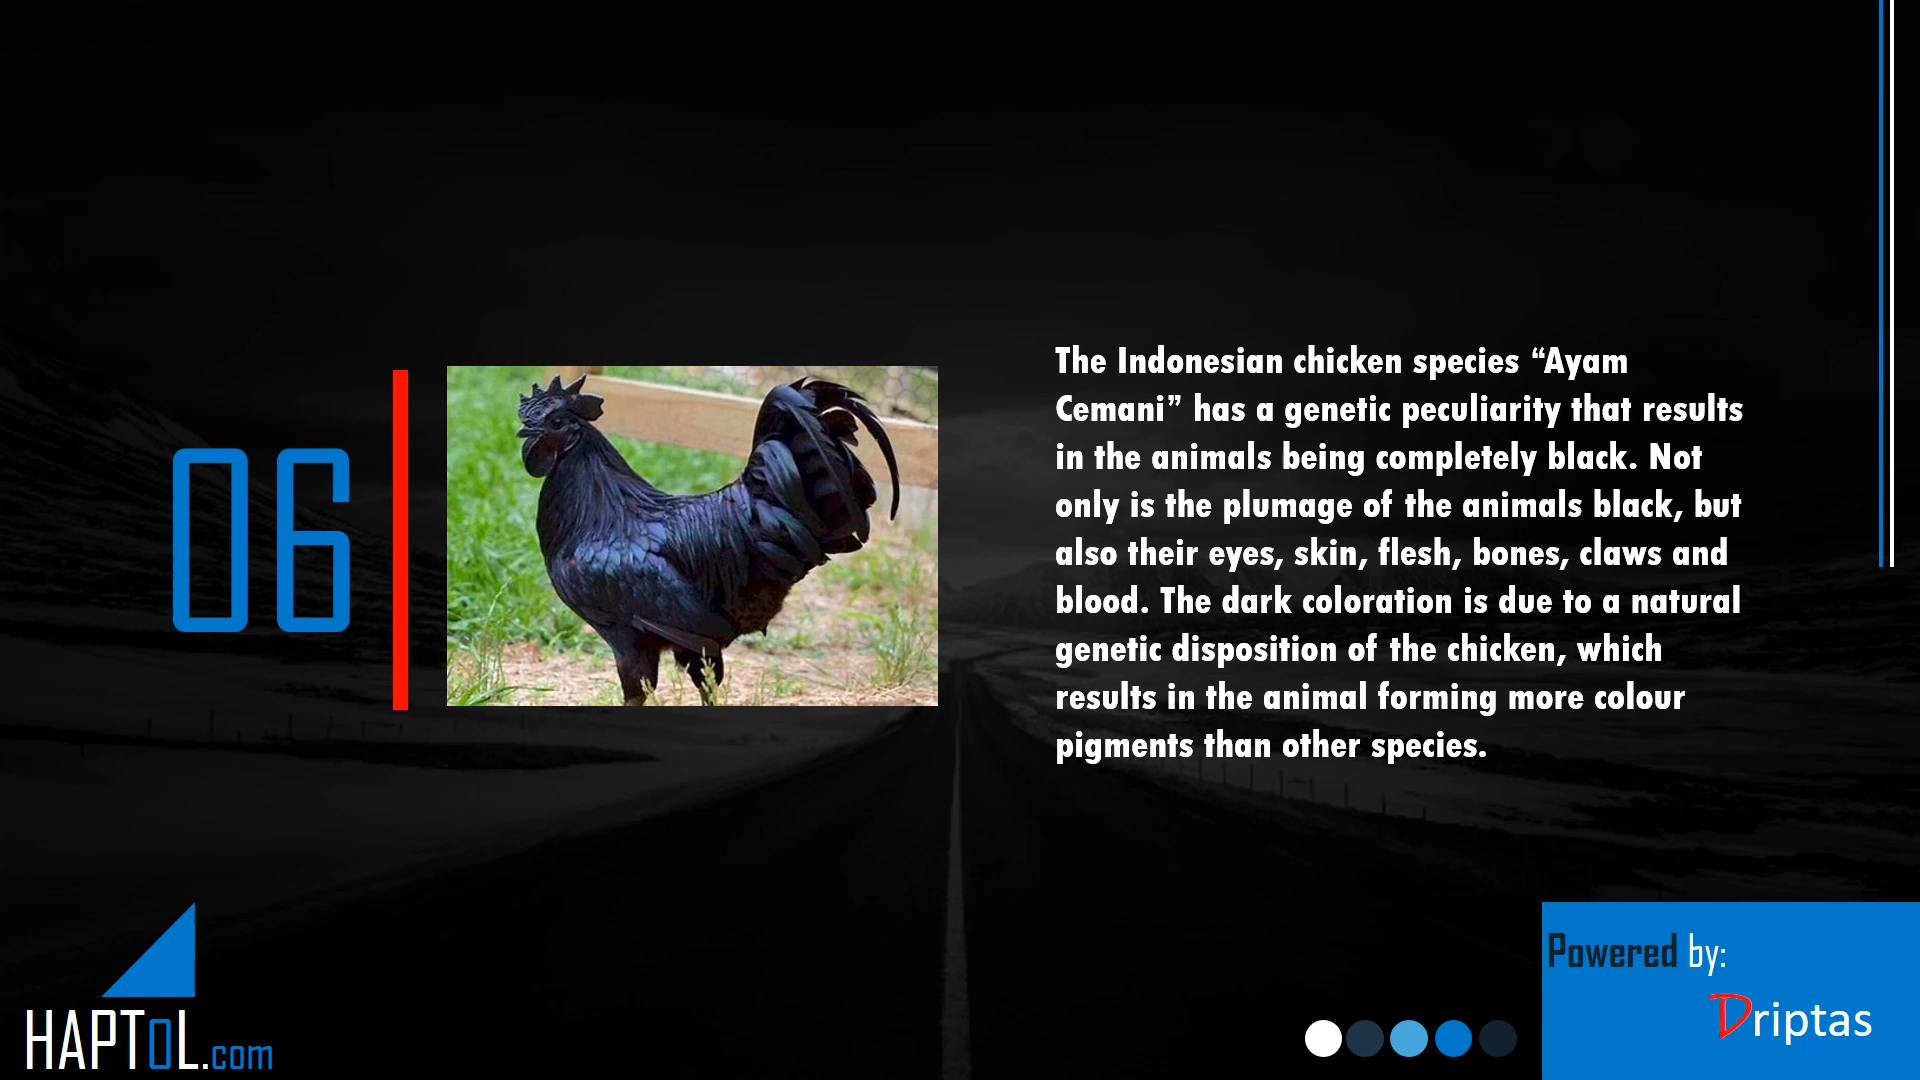 06
The Indonesian chicken species “Ayam
Cemani” has a genetic peculiarity that results
in the animals being completely black. Not
only is the plumage of the animals black, but
also their eyes, skin, flesh, bones, claws and
blood. The dark coloration is due to a natural
genetic disposition of the chicken, which
results in the animal forming more colour
pigments than other species.
HAPTOL.com
Powered by:
Driptas